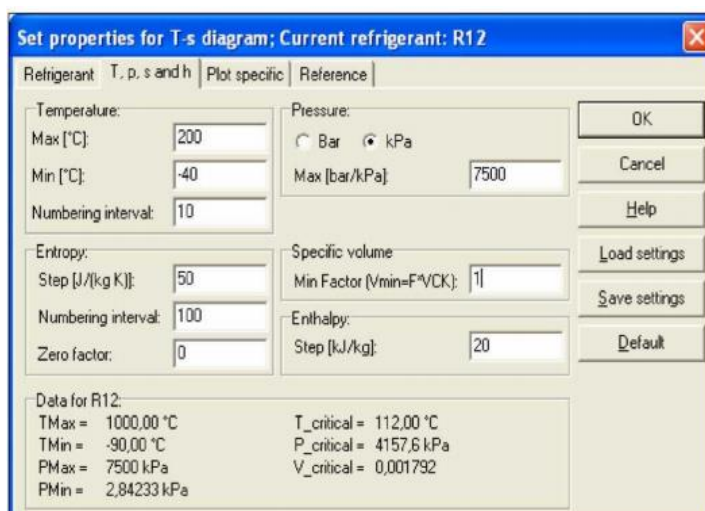 Set properties for T-s diagram; Current refrigerant: R12
Refrigerant T, p, s and h Plot specific Reference
Temperature:
Max [°C]: 200
Min [°C]: -40
Numbering interval: 10
Pressure:
Bar kPa
Max [bar/kPa]: 7500
Entropy:
Step [J/(kg K)]: 50
Numbering interval: 100
Zero factor: 0
Specific volume
Min Factor (Vmin=F*VCK): 1
Enthalpy:
Step [kJ/kg]: 20
OK
Cancel
Help
Load settings
Save settings
Default
Data for R12:
TMax = 1000,00 °C T_critical = 112,00 °C
TMin = -90,00 °C P_critical = 4157,6 kPa
PMax = 7500 kPa V_critical = 0,001792
PMin = 2,84233 kPa